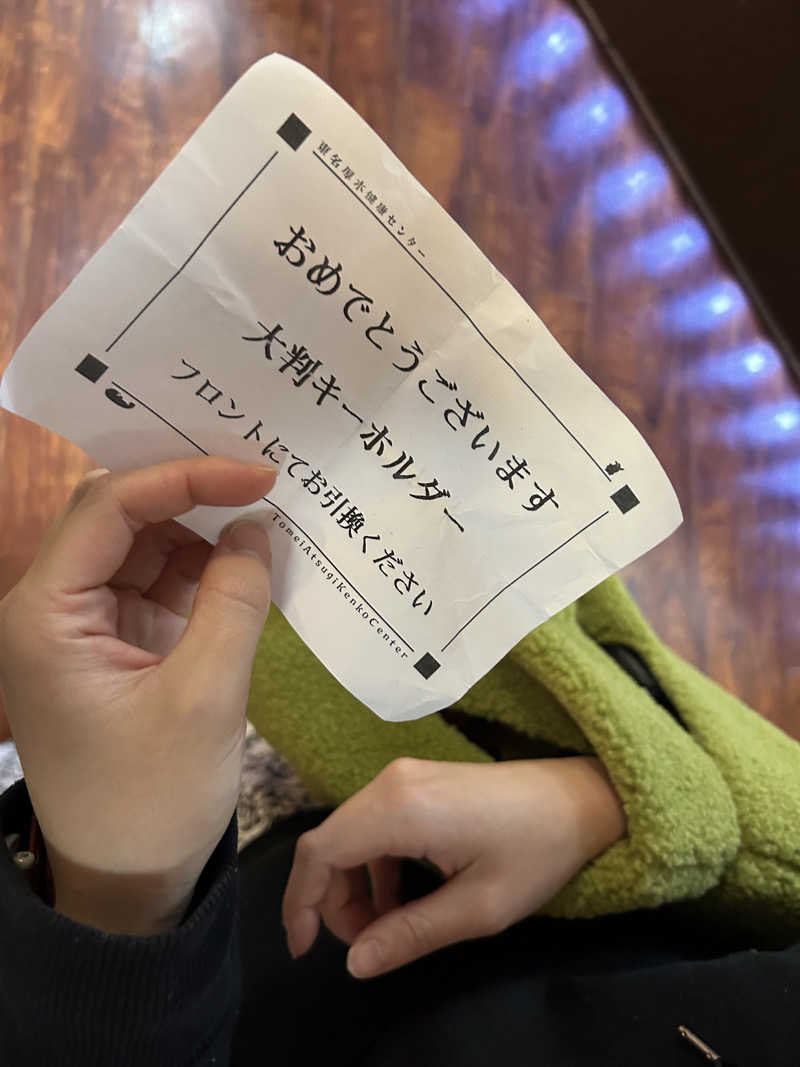 東名厚木健康センター
おめでとうございます
大判キーホルダー
フロントにてお引換ください
TomeiAtsugiKenkoCenter